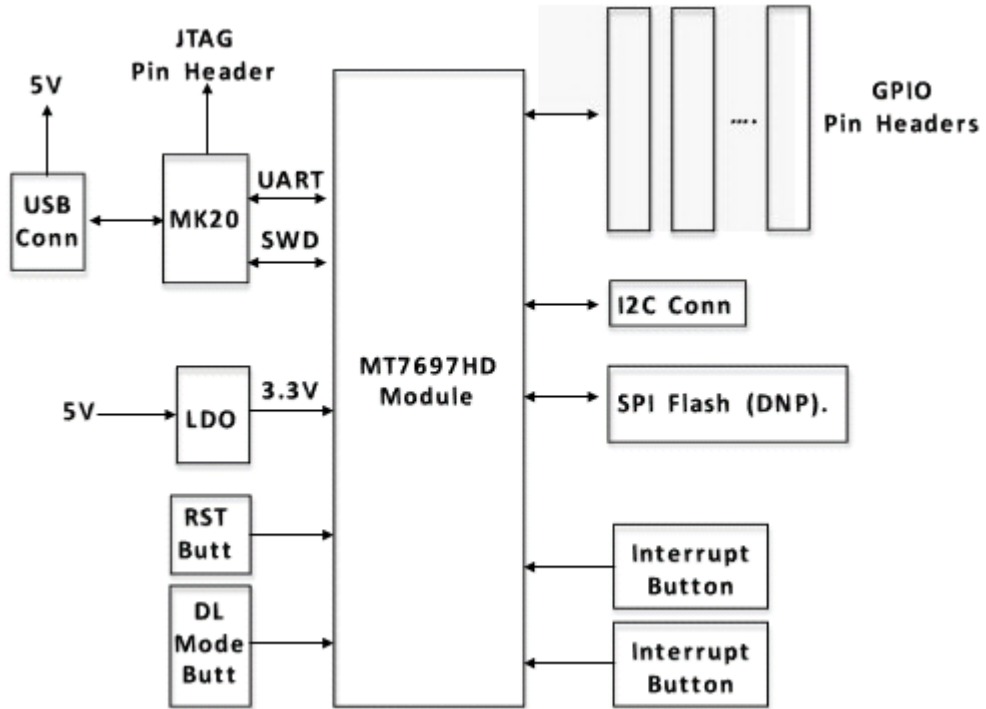 JTAG
Pin Header
5V
USB
Conn
MK20
UART
SWD
5V
LDO
3.3V
RST
Butt
DL
Mode
Butt
MT7697HD
Module
....
GPIO
Pin Headers
I2C Conn
SPI Flash (DNP).
Interrupt
Button
Interrupt
Button